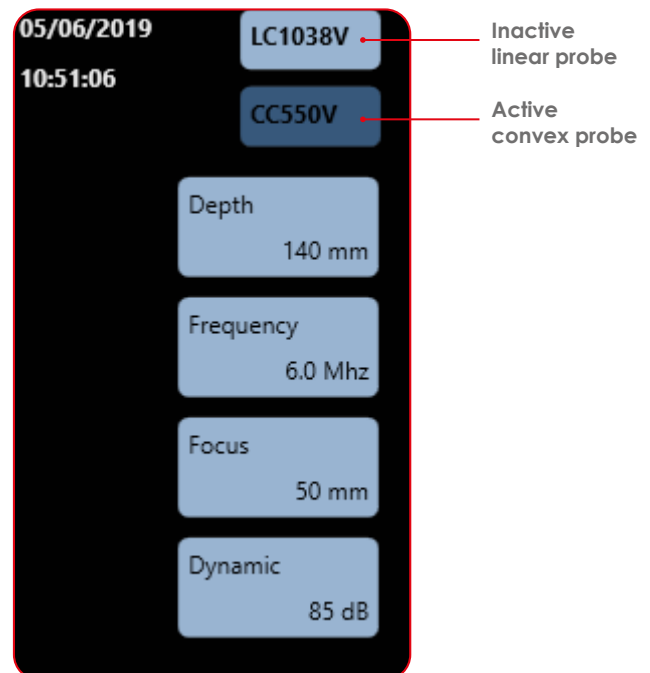 05/06/2019
10:51:06
LC1038V
Inactive
linear probe
CC550V
Active
convex probe
Depth
140 mm
Frequency
6.0 Mhz
Focus
50 mm
Dynamic
85 dB